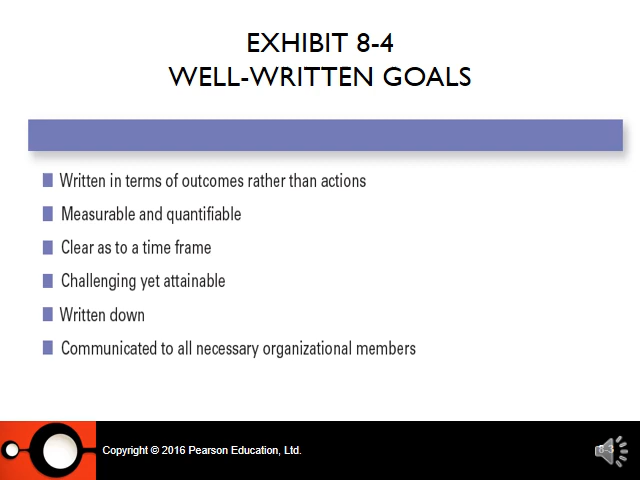 EXHIBIT 8-4
WELL-WRITTEN GOALS
Written in terms of outcomes rather than actions
Measurable and quantifiable
Clear as to a time frame
Challenging yet attainable
Written down
Communicated to all necessary organizational members
Copyright © 2016 Pearson Education, Ltd.
8-3